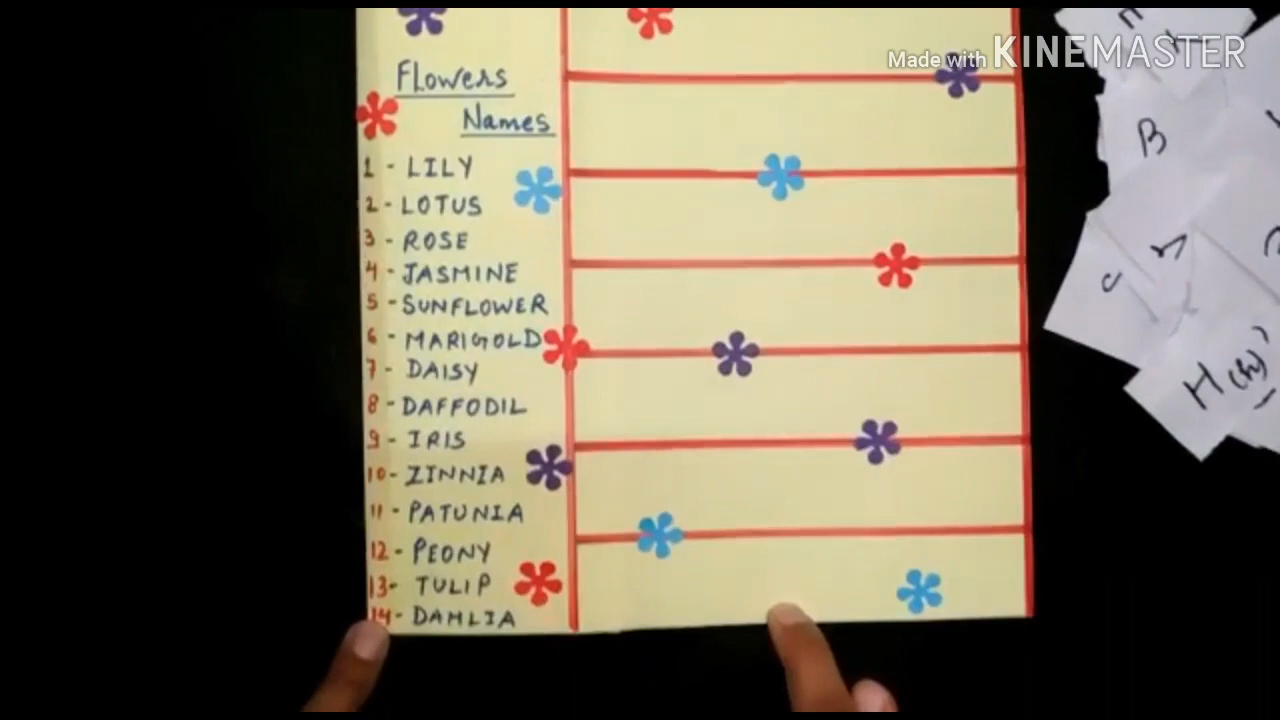 Made with KINEMASTER
Flowers
Names
1 - LILY
2 - LOTUS
3 - ROSE
4 - JASMINE
5 - SUNFLOWER
6 - MARIGOLD
7 - DAISY
8 - DAFFODIL
9 - IRIS
10 - ZINNIA
11 - PATUNIA
12 - PEONY
13 - TULIP
14 - DAHLIA
B
H